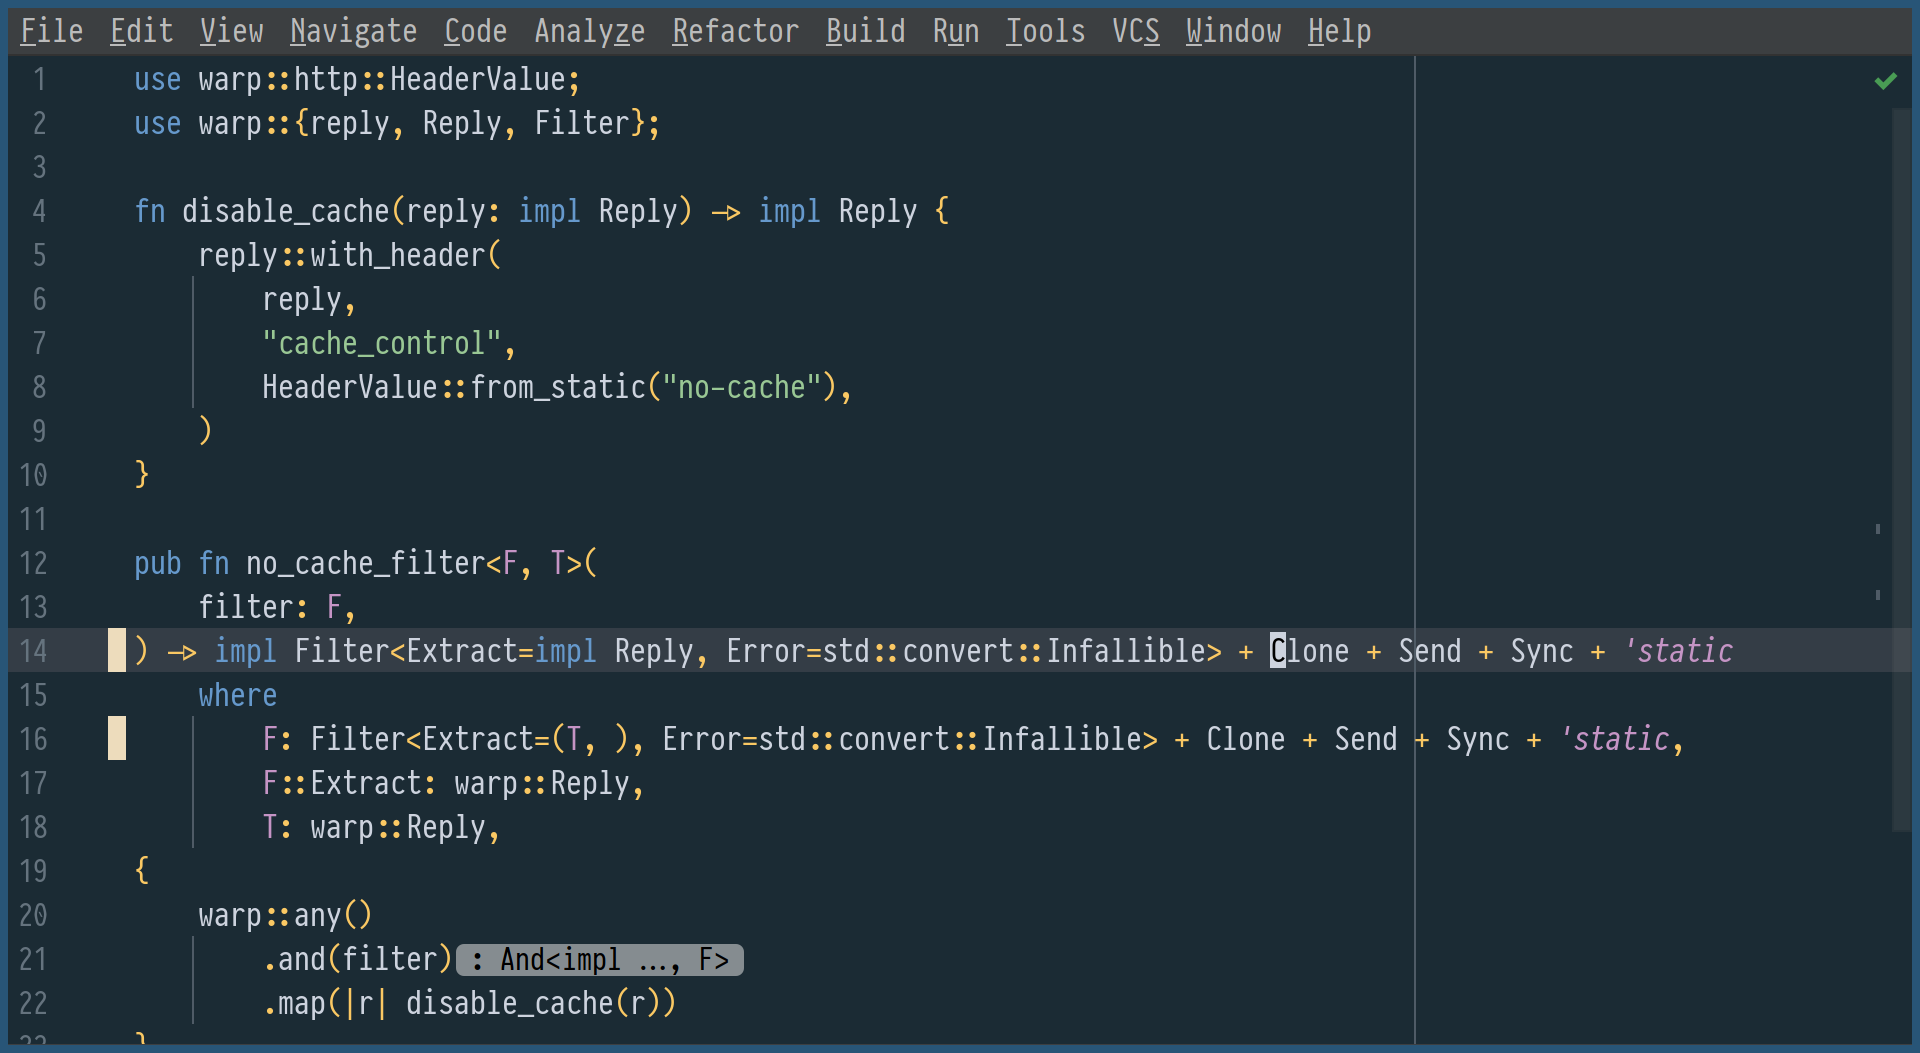 File Edit View Navigate Code Analyze Refactor Build Run Tools VCS Window Help
1 use warp::http::HeaderValue;
2 use warp::{reply, Reply, Filter};
3
4 fn disable_cache(reply: impl Reply) -> impl Reply {
5     reply::with_header(
6         reply,
7         "cache_control",
8         HeaderValue::from_static("no-cache"),
9     )
10 }
11
12 pub fn no_cache_filter<F, T>(
13     filter: F,
14 ) -> impl Filter<Extract=impl Reply, Error=std::convert::Infallible> + Clone + Send + Sync + 'static
15     where
16         F: Filter<Extract=(T, ), Error=std::convert::Infallible> + Clone + Send + Sync + 'static,
17         F::Extract: warp::Reply,
18         T: warp::Reply,
19 {
20     warp::any()
21         .and(filter) : And<impl ..., F>
22         .map(|r| disable_cache(r))
23 }